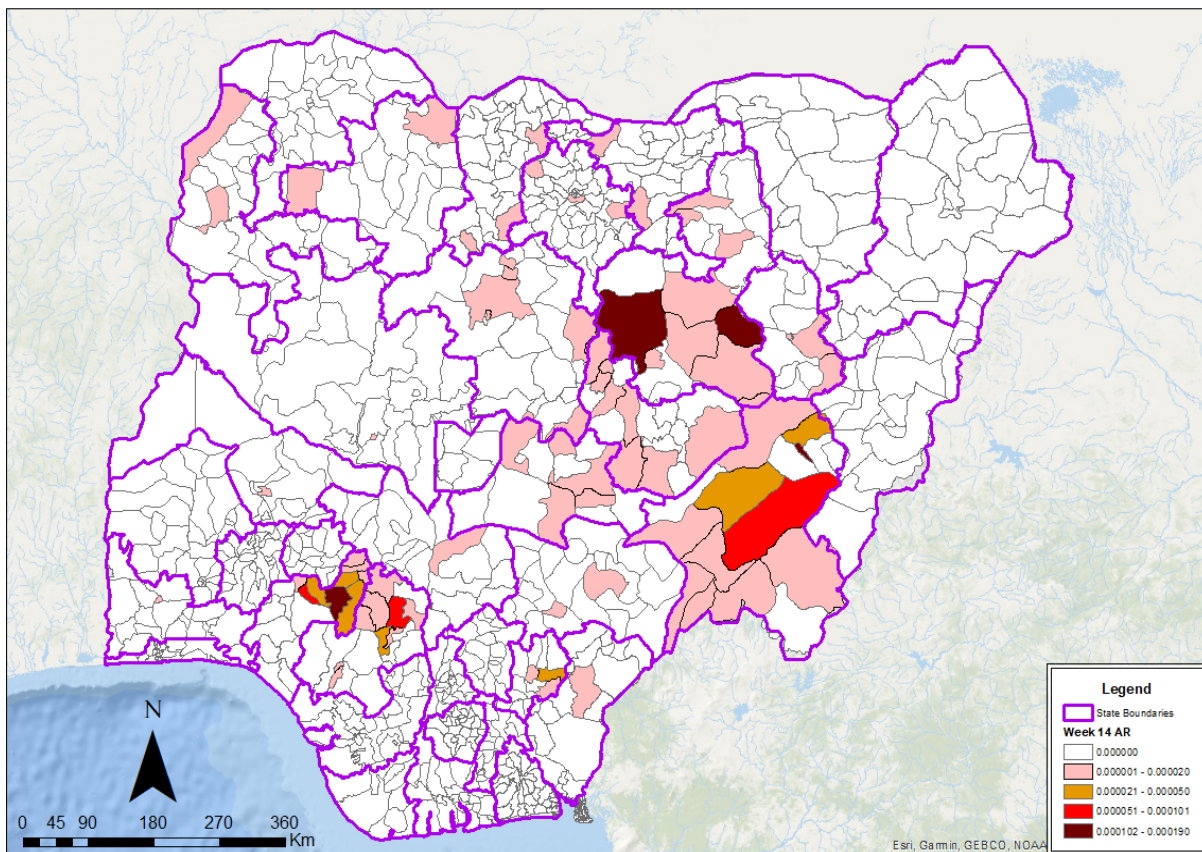 N
0 45 90 180 270 360
Km
Legend
State Boundaries
Week 14 AR
0.000000
0.000001 - 0.000020
0.000021 - 0.000050
0.000051 - 0.000101
0.000102 - 0.000190
Esri, Garmin, GEBCO, NOAA